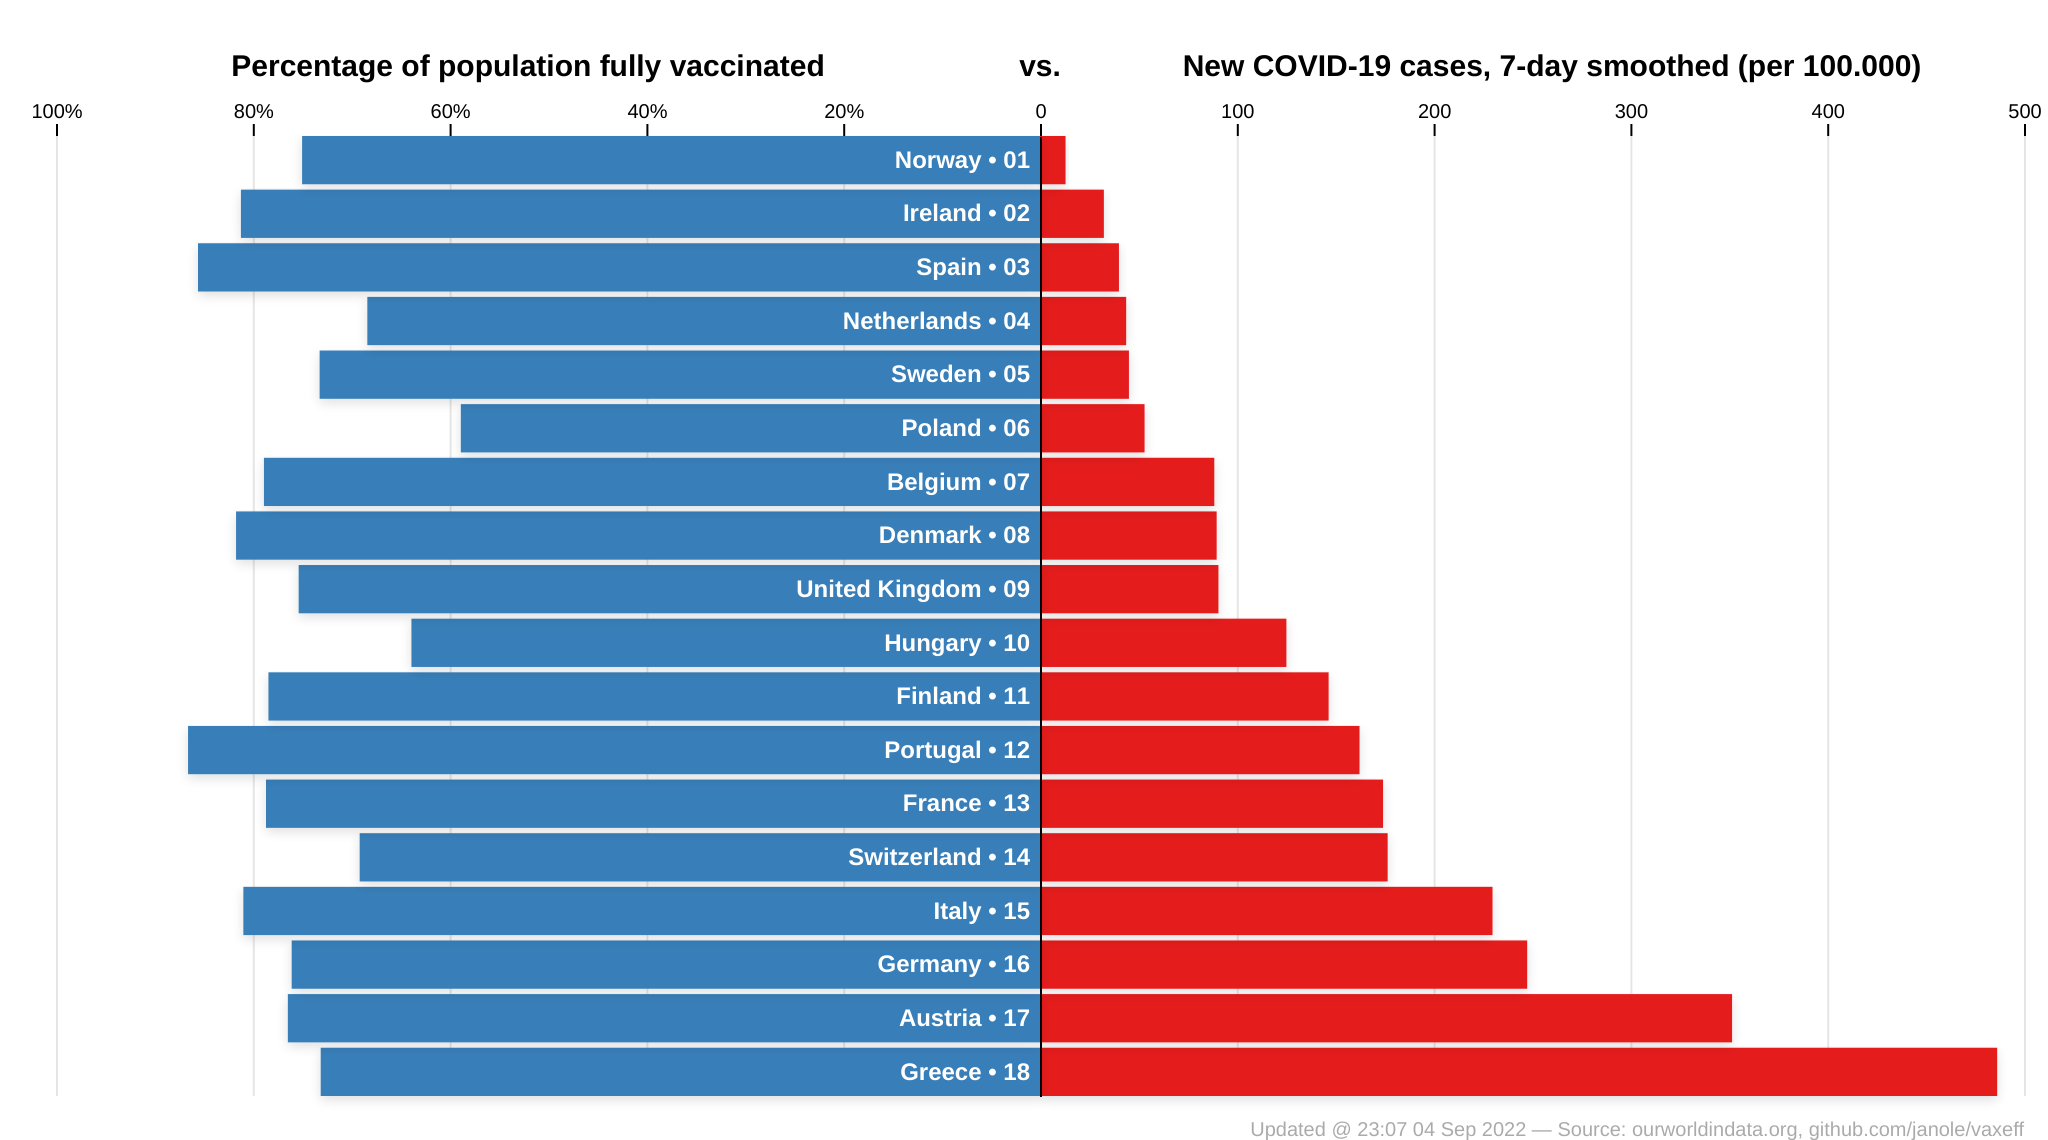 Percentage of population fully vaccinated vs. New COVID-19 cases, 7-day smoothed (per 100.000)
100% 80% 60% 40% 20% 0 100 200 300 400 500
Norway • 01
Ireland • 02
Spain • 03
Netherlands • 04
Sweden • 05
Poland • 06
Belgium • 07
Denmark • 08
United Kingdom • 09
Hungary • 10
Finland • 11
Portugal • 12
France • 13
Switzerland • 14
Italy • 15
Germany • 16
Austria • 17
Greece • 18
Updated @ 23:07 04 Sep 2022 — Source: ourworldindata.org, github.com/janole/vaxeff